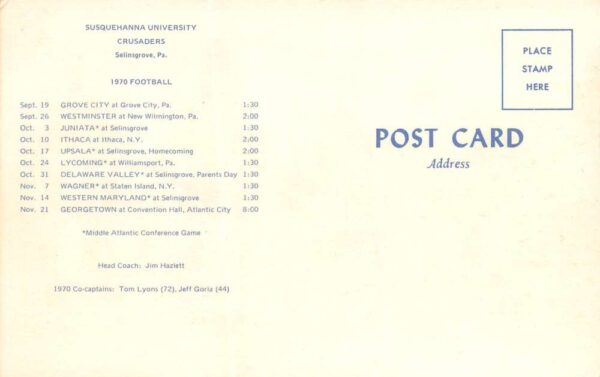 SUSQUEHANNA UNIVERSITY
CRUSADERS
Selinsgrove, Pa.
1970 FOOTBALL
Sept. 19 GROVE CITY at Grove City, Pa. 1:30
Sept. 26 WESTMINSTER at New Wilmington, Pa. 2:00
Oct. 3 JUNIATA* at Selinsgrove 1:30
Oct. 10 ITHACA at Ithaca, N.Y. 2:00
Oct. 17 UPSALA* at Selinsgrove, Homecoming 2:00
Oct. 24 LYCOMING* at Williamsport, Pa. 1:30
Oct. 31 DELAWARE VALLEY* at Selinsgrove, Parents Day 1:30
Nov. 7 WAGNER* at Staten Island, N.Y. 1:30
Nov. 14 WESTERN MARYLAND* at Selinsgrove 1:30
Nov. 21 GEORGETOWN at Convention Hall, Atlantic City 8:00
*Middle Atlantic Conference Game
Head Coach: Jim Hazlett
1970 Co-captains: Tom Lyons (72), Jeff Goria (44)
PLACE
STAMP
HERE
POST CARD
Address